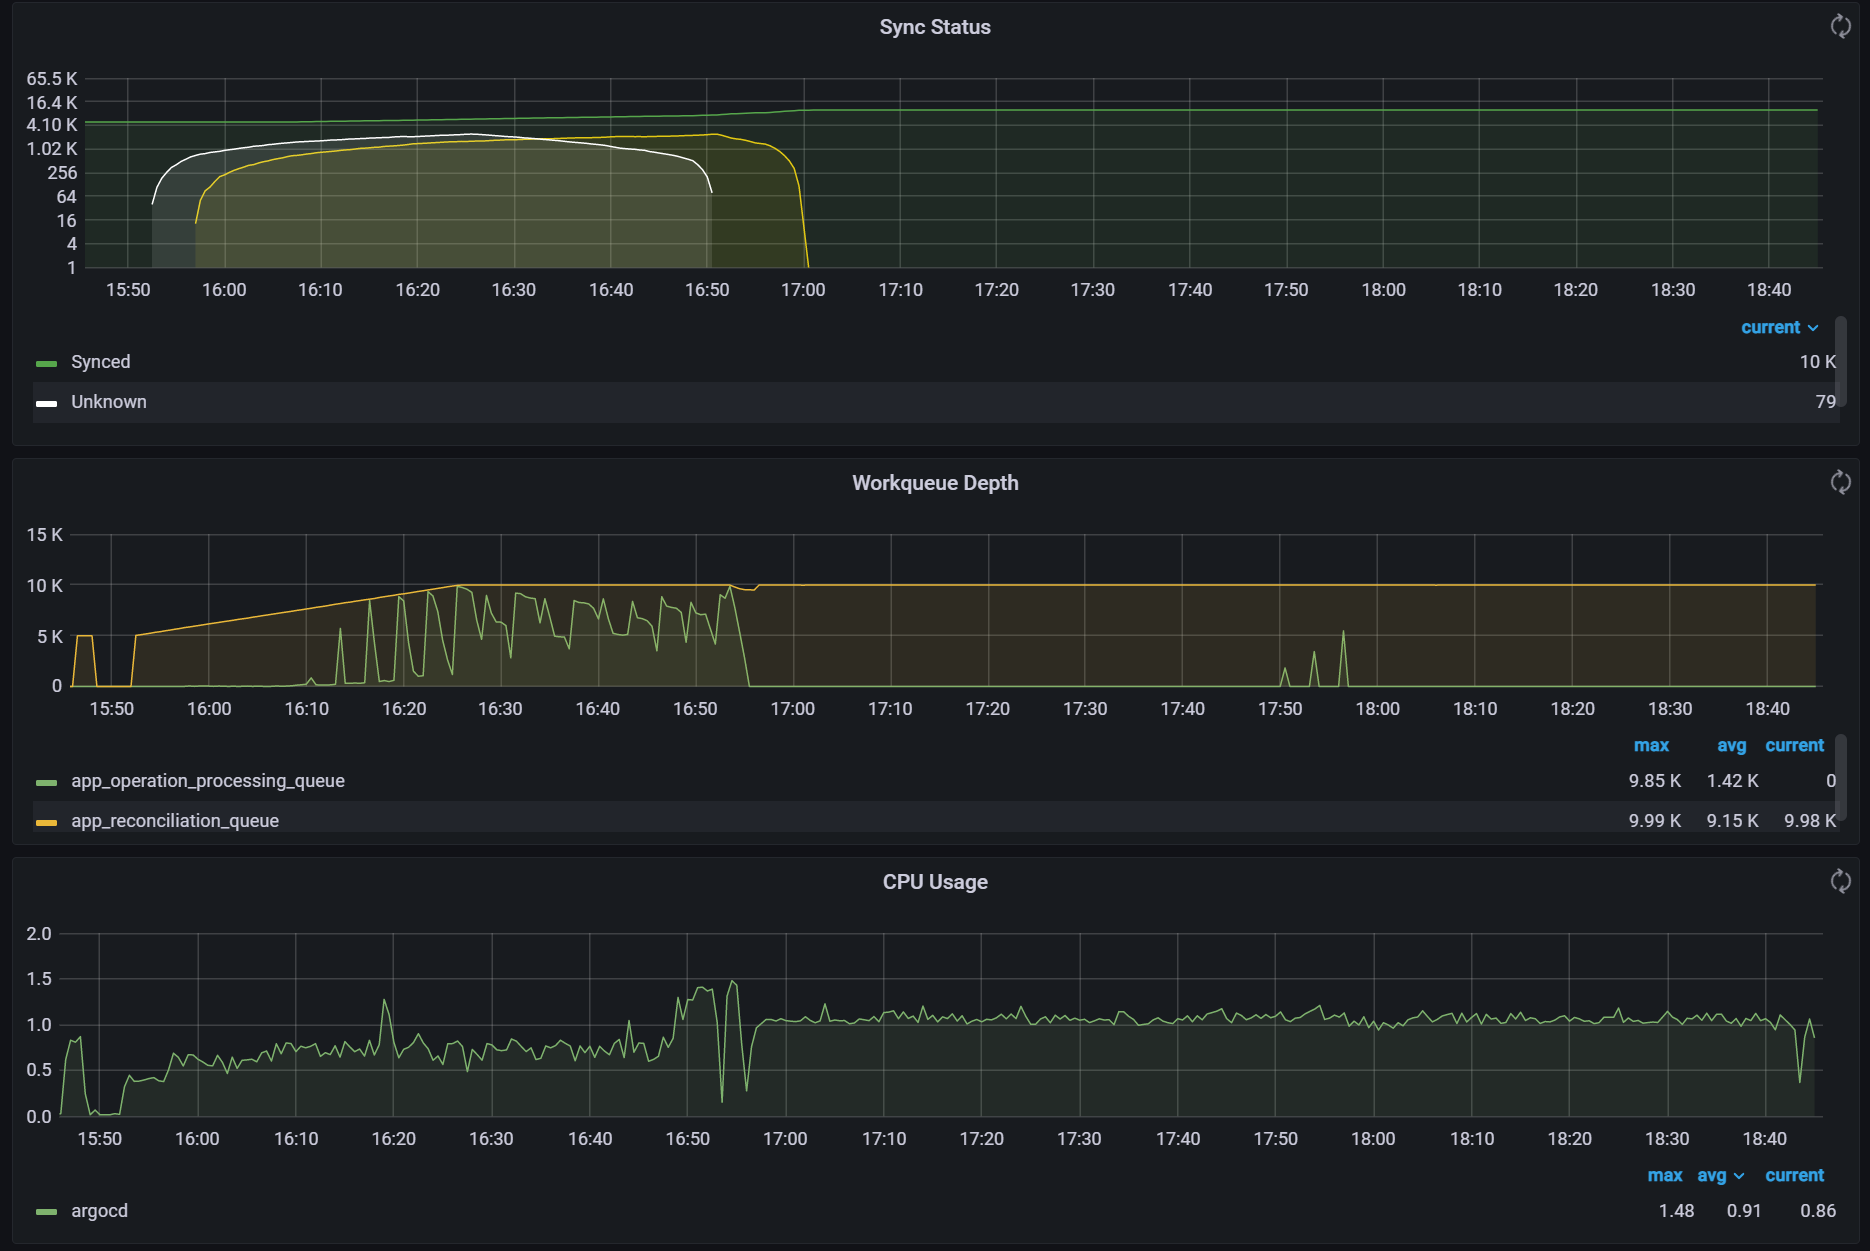 Sync Status
65.5 K
16.4 K
4.10 K
1.02 K
256
64
16
4
1
15:50 16:00 16:10 16:20 16:30 16:40 16:50 17:00 17:10 17:20 17:30 17:40 17:50 18:00 18:10 18:20 18:30 18:40
current
Synced 10 K
Unknown 79
Workqueue Depth
15 K
10 K
5 K
0
15:50 16:00 16:10 16:20 16:30 16:40 16:50 17:00 17:10 17:20 17:30 17:40 17:50 18:00 18:10 18:20 18:30 18:40
max avg current
app_operation_processing_queue 9.85 K 1.42 K 0
app_reconciliation_queue 9.99 K 9.15 K 9.98 K
CPU Usage
2.0
1.5
1.0
0.5
0.0
15:50 16:00 16:10 16:20 16:30 16:40 16:50 17:00 17:10 17:20 17:30 17:40 17:50 18:00 18:10 18:20 18:30 18:40
max avg current
argocd 1.48 0.91 0.86